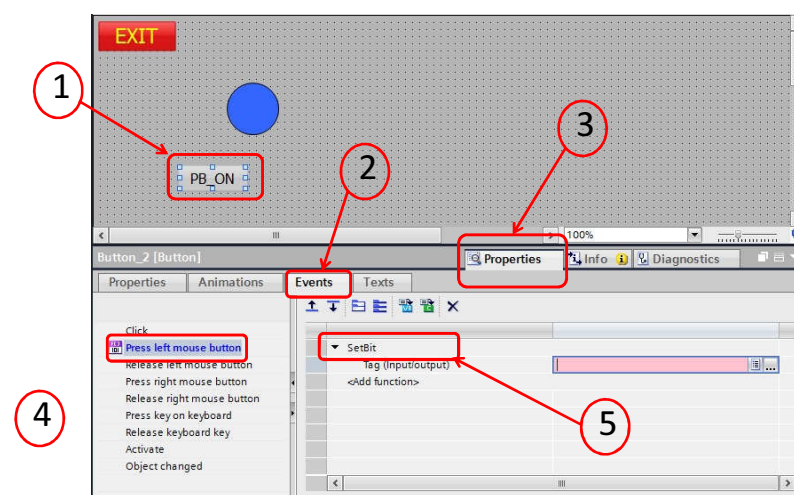 EXIT
1
2
3
PB_ON
100%
Button_2 [Button]
Properties Info Diagnostics
Properties Animations Events Texts
Click
Press left mouse button
Release left mouse button
Press right mouse button
Release right mouse button
Press key on keyboard
Release keyboard key
Activate
Object changed
SetBit
Tag (Input/output)
<Add function>
4
5